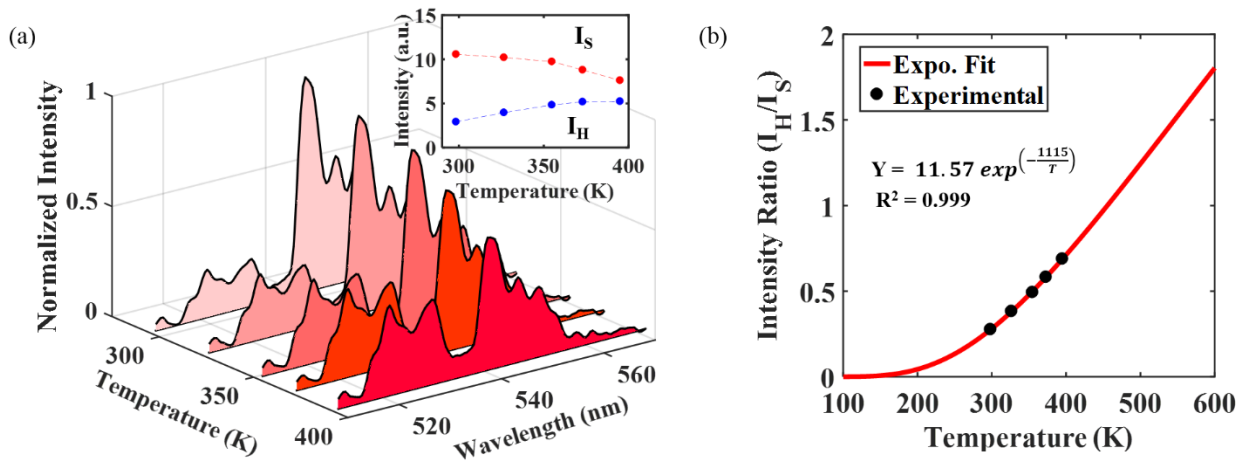 (a)
1
0.5
0
Normalized Intensity
300
350
400
Temperature (K)
520
540
560
Wavelength (nm)
15
10
5
0
Intensity (a.u.)
I_S
I_H
300
350
400
Temperature (K)
(b)
2
1.5
1
0.5
0
Intensity Ratio (I_H/I_S)
Expo. Fit
Experimental
Y = 11.57 exp^(−1115/T)
R² = 0.999
100
200
300
400
500
600
Temperature (K)